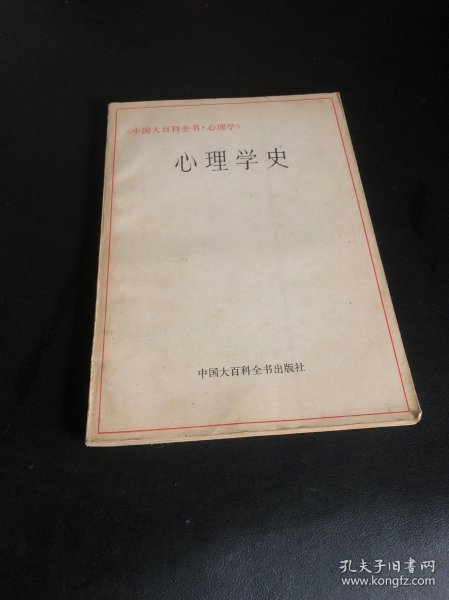 《中国大百科全书·心理学》
心理学史
中国大百科全书出版社
孔夫子旧书网
www.kongfz.com